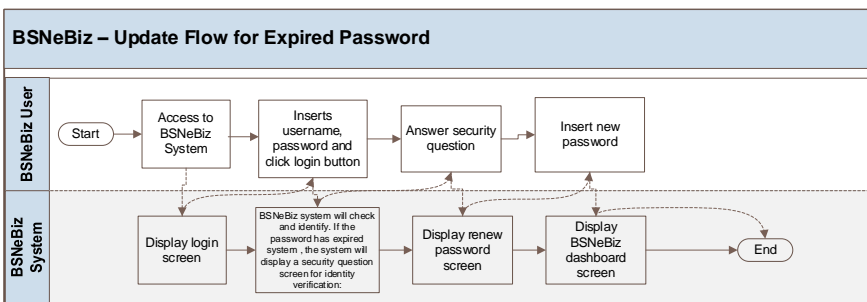 BSNeBiz – Update Flow for Expired Password
BSNeBiz User
Start
Access to
BSNeBiz
System
Inserts
username,
password and
click login button
Answer security
question
Insert new
password
BSNeBiz
System
Display login
screen
BSNeBiz system will check
and identify. If the
password has expired
system , the system will
display a security question
screen for identity
verification:
Display renew
password
screen
Display
BSNeBiz
dashboard
screen
End